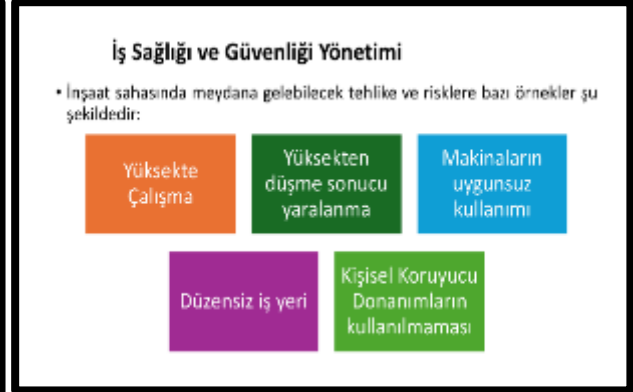 İş Sağlığı ve Güvenliği Yönetimi
• İnşaat sahasında meydana gelebilecek tehlike ve risklere bazı örnekler şu
şekildedir:
Yüksekte
Çalışma
Yüksekten
düşme sonucu
yaralanma
Makinaların
uygunsuz
kullanımı
Düzensiz iş yeri
Kişisel Koruyucu
Donanımların
kullanılmaması